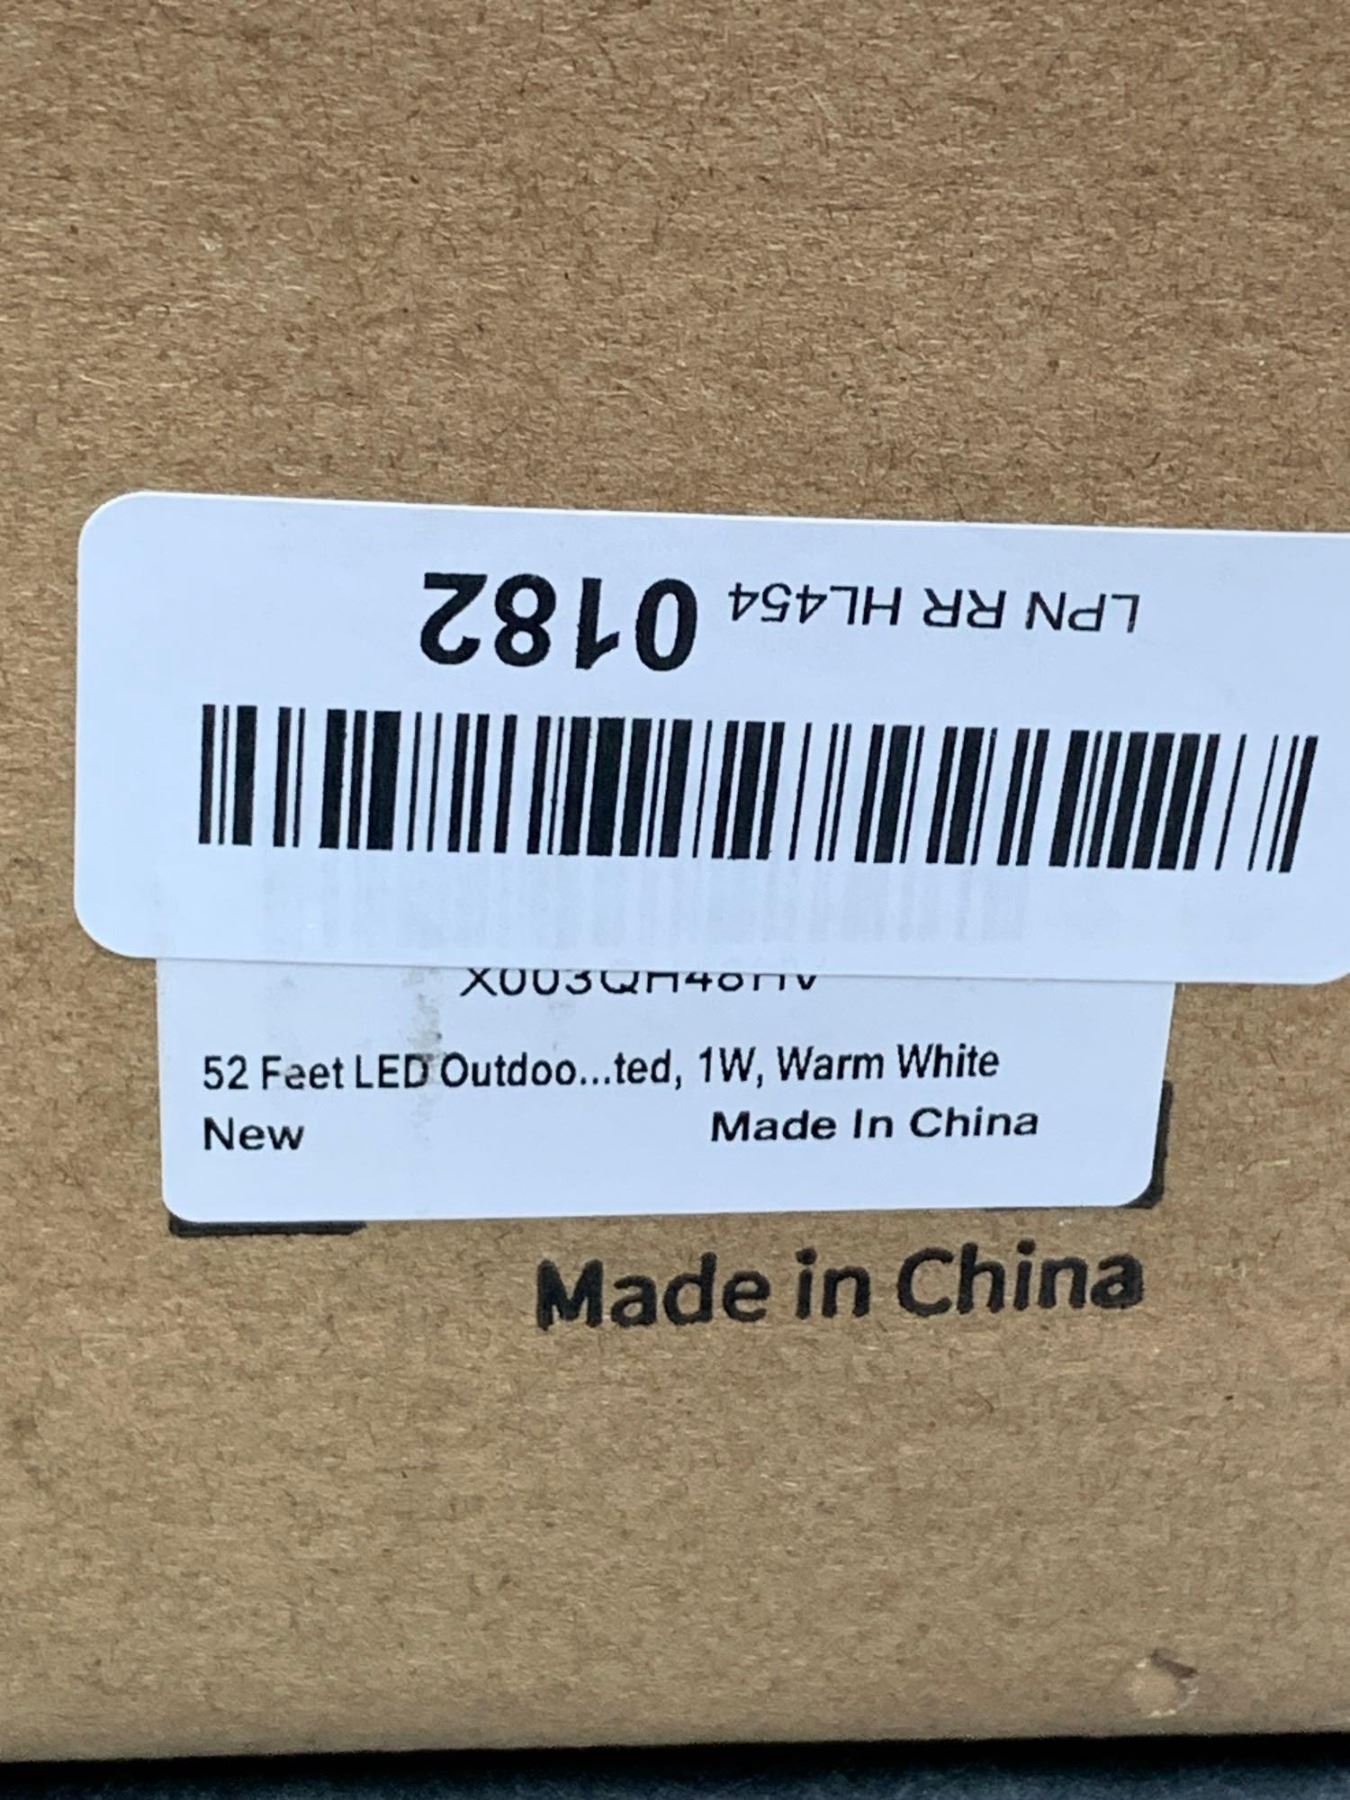 LPN RR HL454 0182
52 Feet LED Outdoo...ted, 1W, Warm White
New Made In China
Made in China